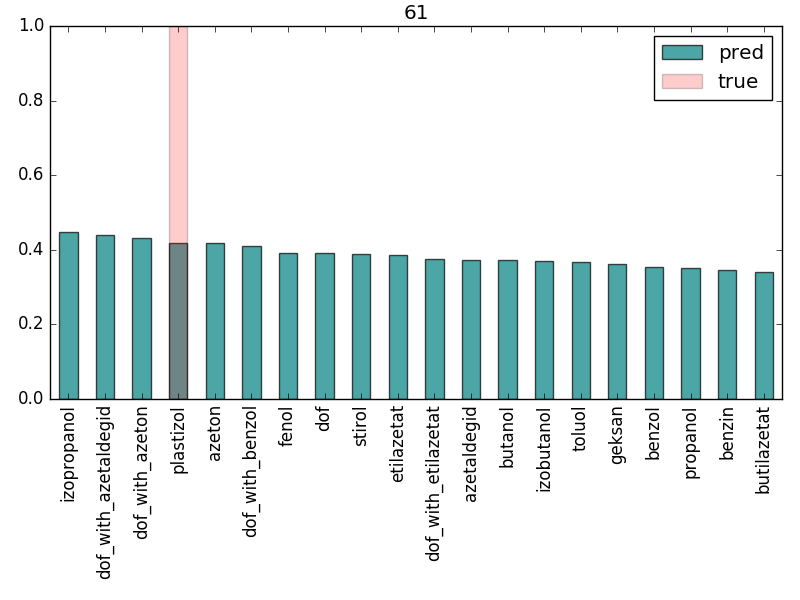 61
1.0
0.8
0.6
0.4
0.2
0.0
pred
true
izopropanol
dof_with_azetaldegid
dof_with_azeton
plastizol
azeton
dof_with_benzol
fenol
dof
stirol
etilazetat
dof_with_etilazetat
azetaldegid
butanol
izobutanol
toluol
geksan
benzol
propanol
benzin
butilazetat